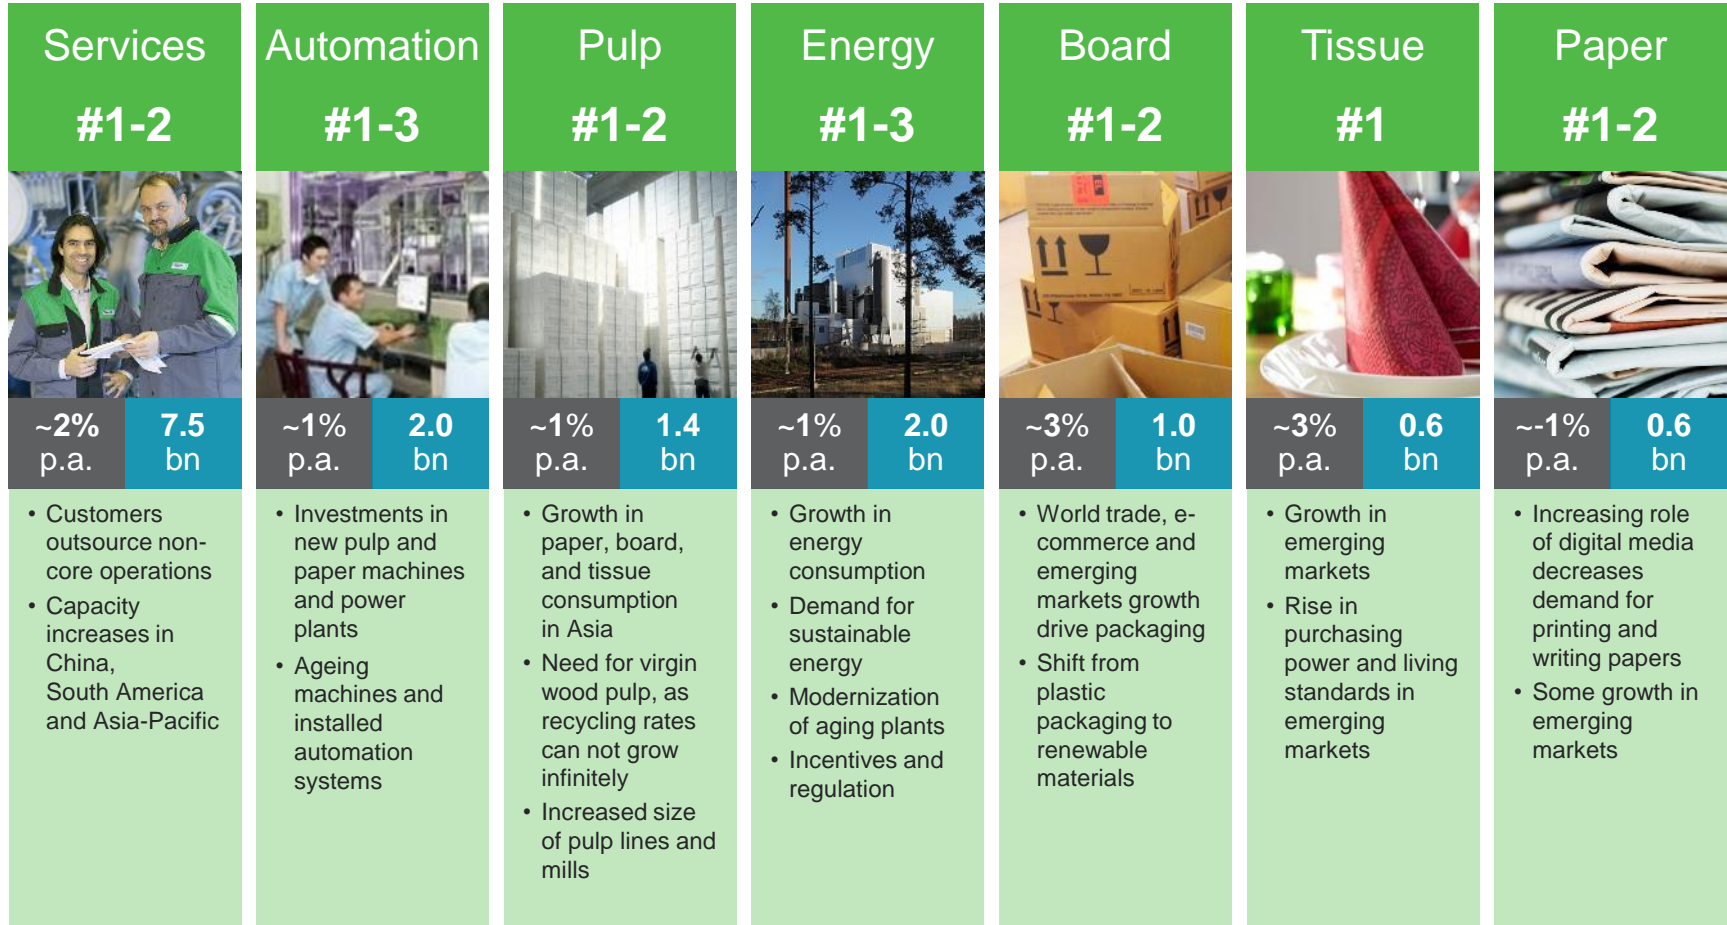 Services
#1-2
~2%
p.a.
7.5
bn
• Customers
outsource non-
core operations
• Capacity
increases in
China,
South America
and Asia-Pacific
Automation
#1-3
~1%
p.a.
2.0
bn
• Investments in
new pulp and
paper machines
and power
plants
• Ageing
machines and
installed
automation
systems
Pulp
#1-2
~1%
p.a.
1.4
bn
• Growth in
paper, board,
and tissue
consumption
in Asia
• Need for virgin
wood pulp, as
recycling rates
can not grow
infinitely
• Increased size
of pulp lines and
mills
Energy
#1-3
~1%
p.a.
2.0
bn
• Growth in
energy
consumption
• Demand for
sustainable
energy
• Modernization
of aging plants
• Incentives and
regulation
Board
#1-2
~3%
p.a.
1.0
bn
• World trade, e-
commerce and
emerging
markets growth
drive packaging
• Shift from
plastic
packaging to
renewable
materials
Tissue
#1
~3%
p.a.
0.6
bn
• Growth in
emerging
markets
• Rise in
purchasing
power and living
standards in
emerging
markets
Paper
#1-2
~-1%
p.a.
0.6
bn
• Increasing role
of digital media
decreases
demand for
printing and
writing papers
• Some growth in
emerging
markets